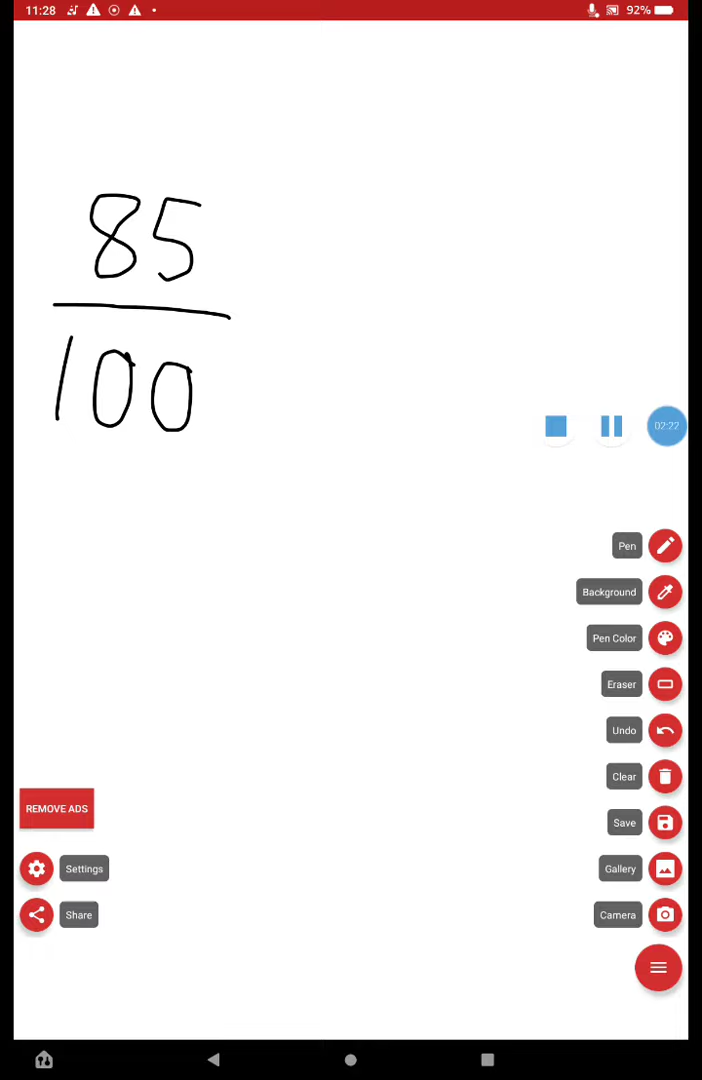 11:28 92%
85
100
02:22
Pen
Background
Pen Color
Eraser
Undo
Clear
REMOVE ADS
Save
Settings
Gallery
Share
Camera